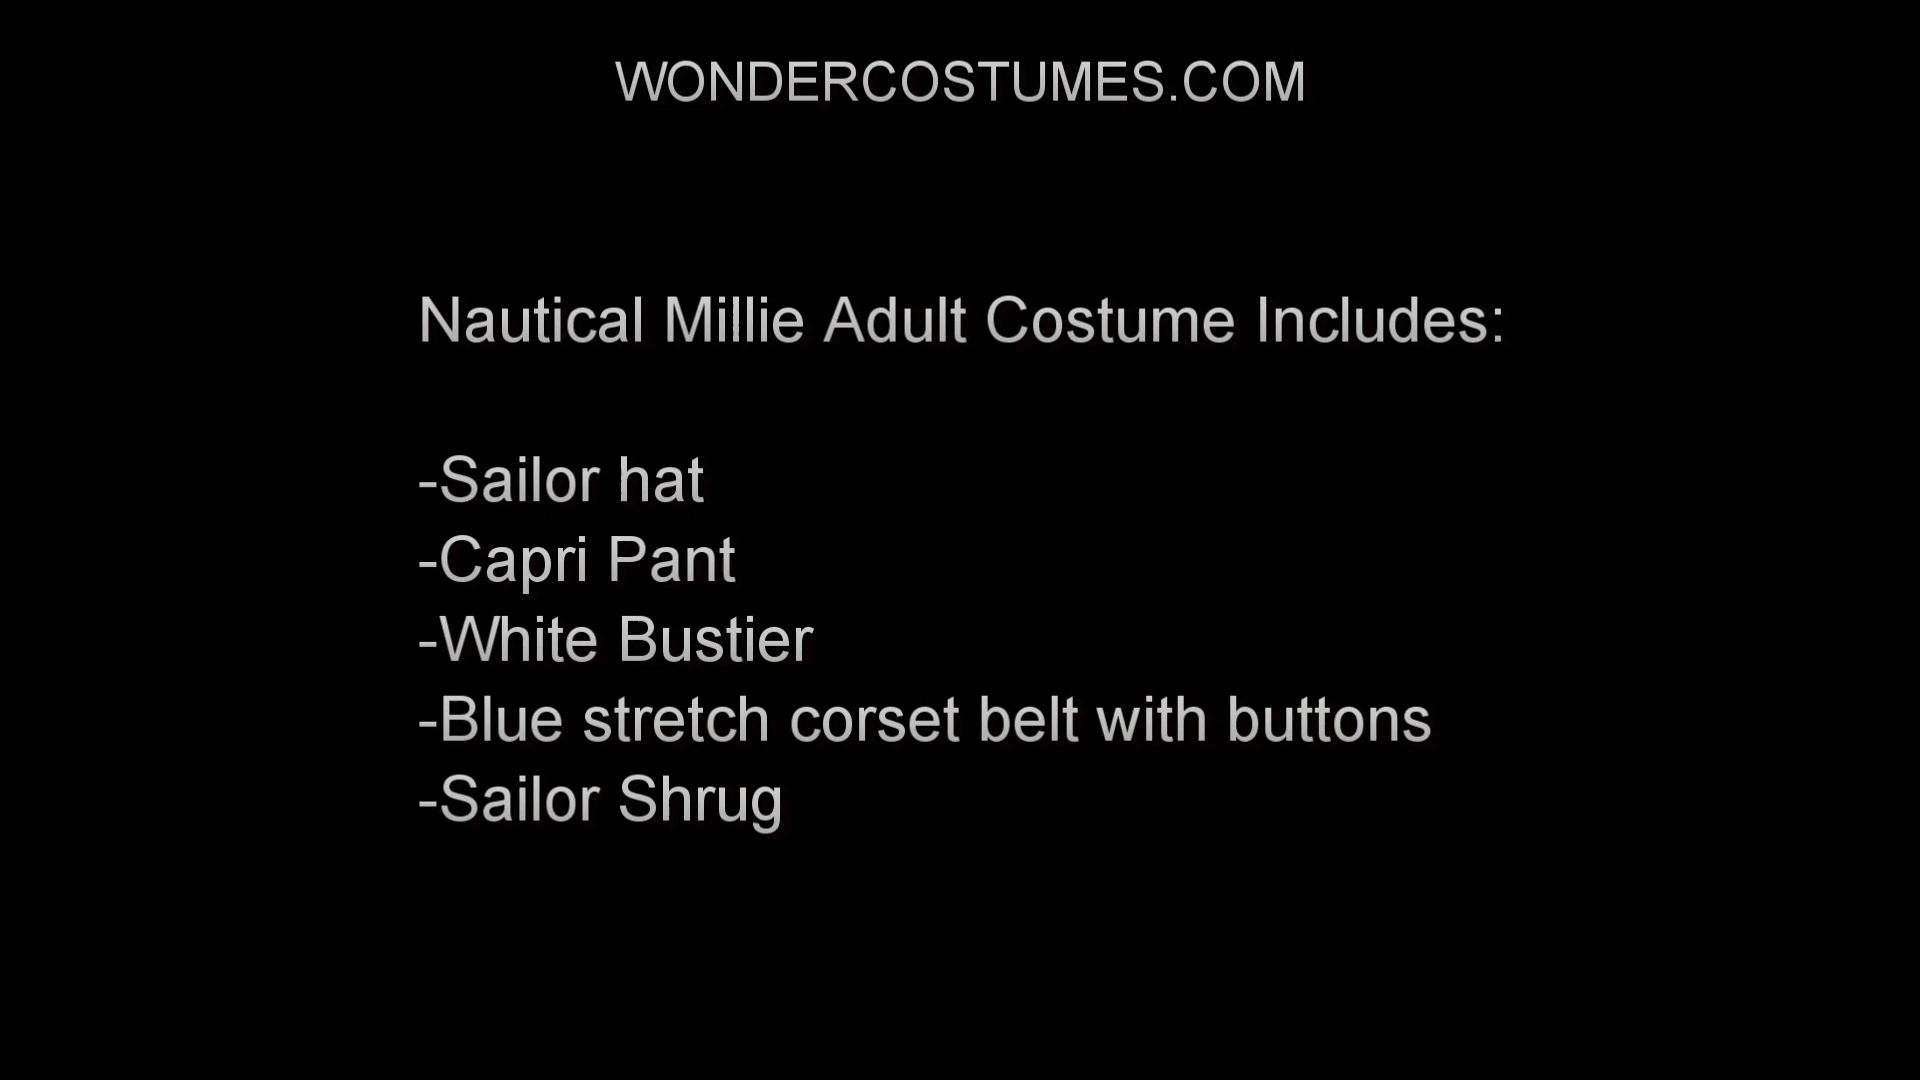 WONDERCOSTUMES.COM
Nautical Millie Adult Costume Includes:
-Sailor hat
-Capri Pant
-White Bustier
-Blue stretch corset belt with buttons
-Sailor Shrug